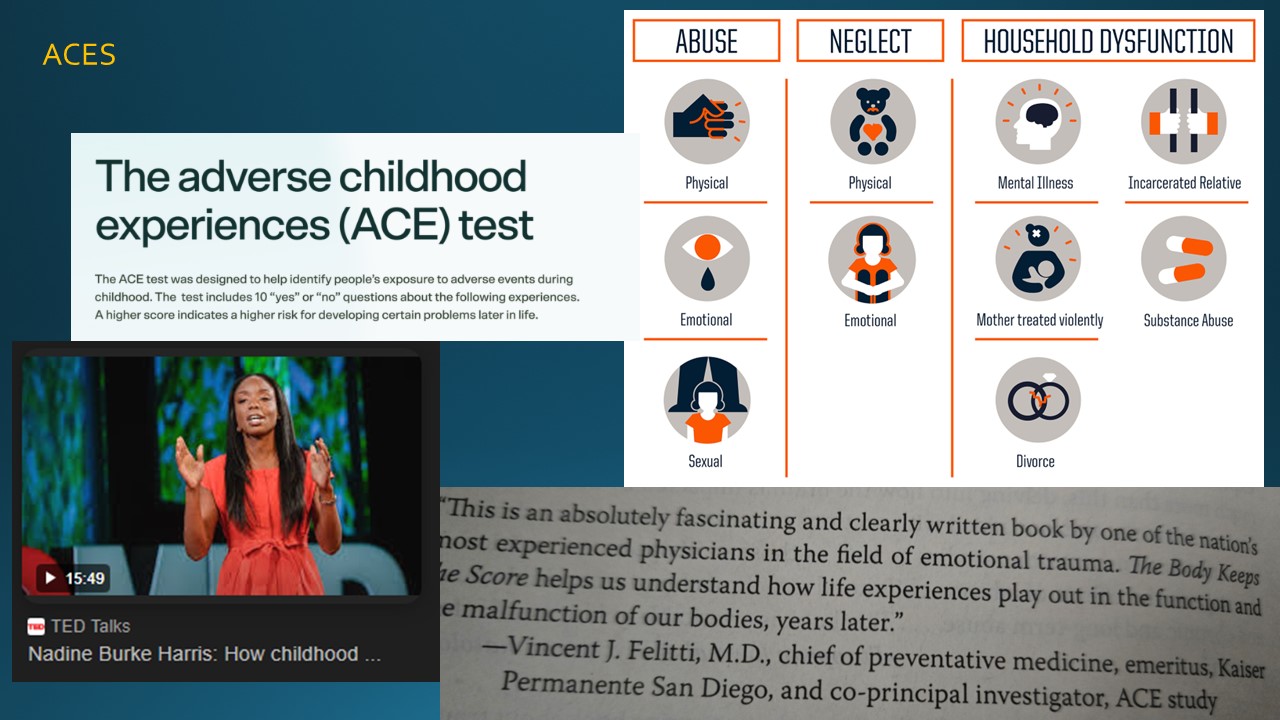 ACES
The adverse childhood
experiences (ACE) test
The ACE test was designed to help identify people's exposure to adverse events during
childhood. The test includes 10 “yes” or “no” questions about the following experiences.
A higher score indicates a higher risk for developing certain problems later in life.
ABUSE
Physical
Emotional
Sexual
NEGLECT
Physical
Emotional
HOUSEHOLD DYSFUNCTION
Mental Illness
Incarcerated Relative
Mother treated violently
Substance Abuse
Divorce
15:49
TED TED Talks
Nadine Burke Harris: How childhood ...
“This is an absolutely fascinating and clearly written book by one of the nation's
most experienced physicians in the field of emotional trauma. The Body Keeps
he Score helps us understand how life experiences play out in the function and
e malfunction of our bodies, years later.”
—Vincent J. Felitti, M.D., chief of preventative medicine, emeritus, Kaiser
Permanente San Diego, and co-principal investigator, ACE study